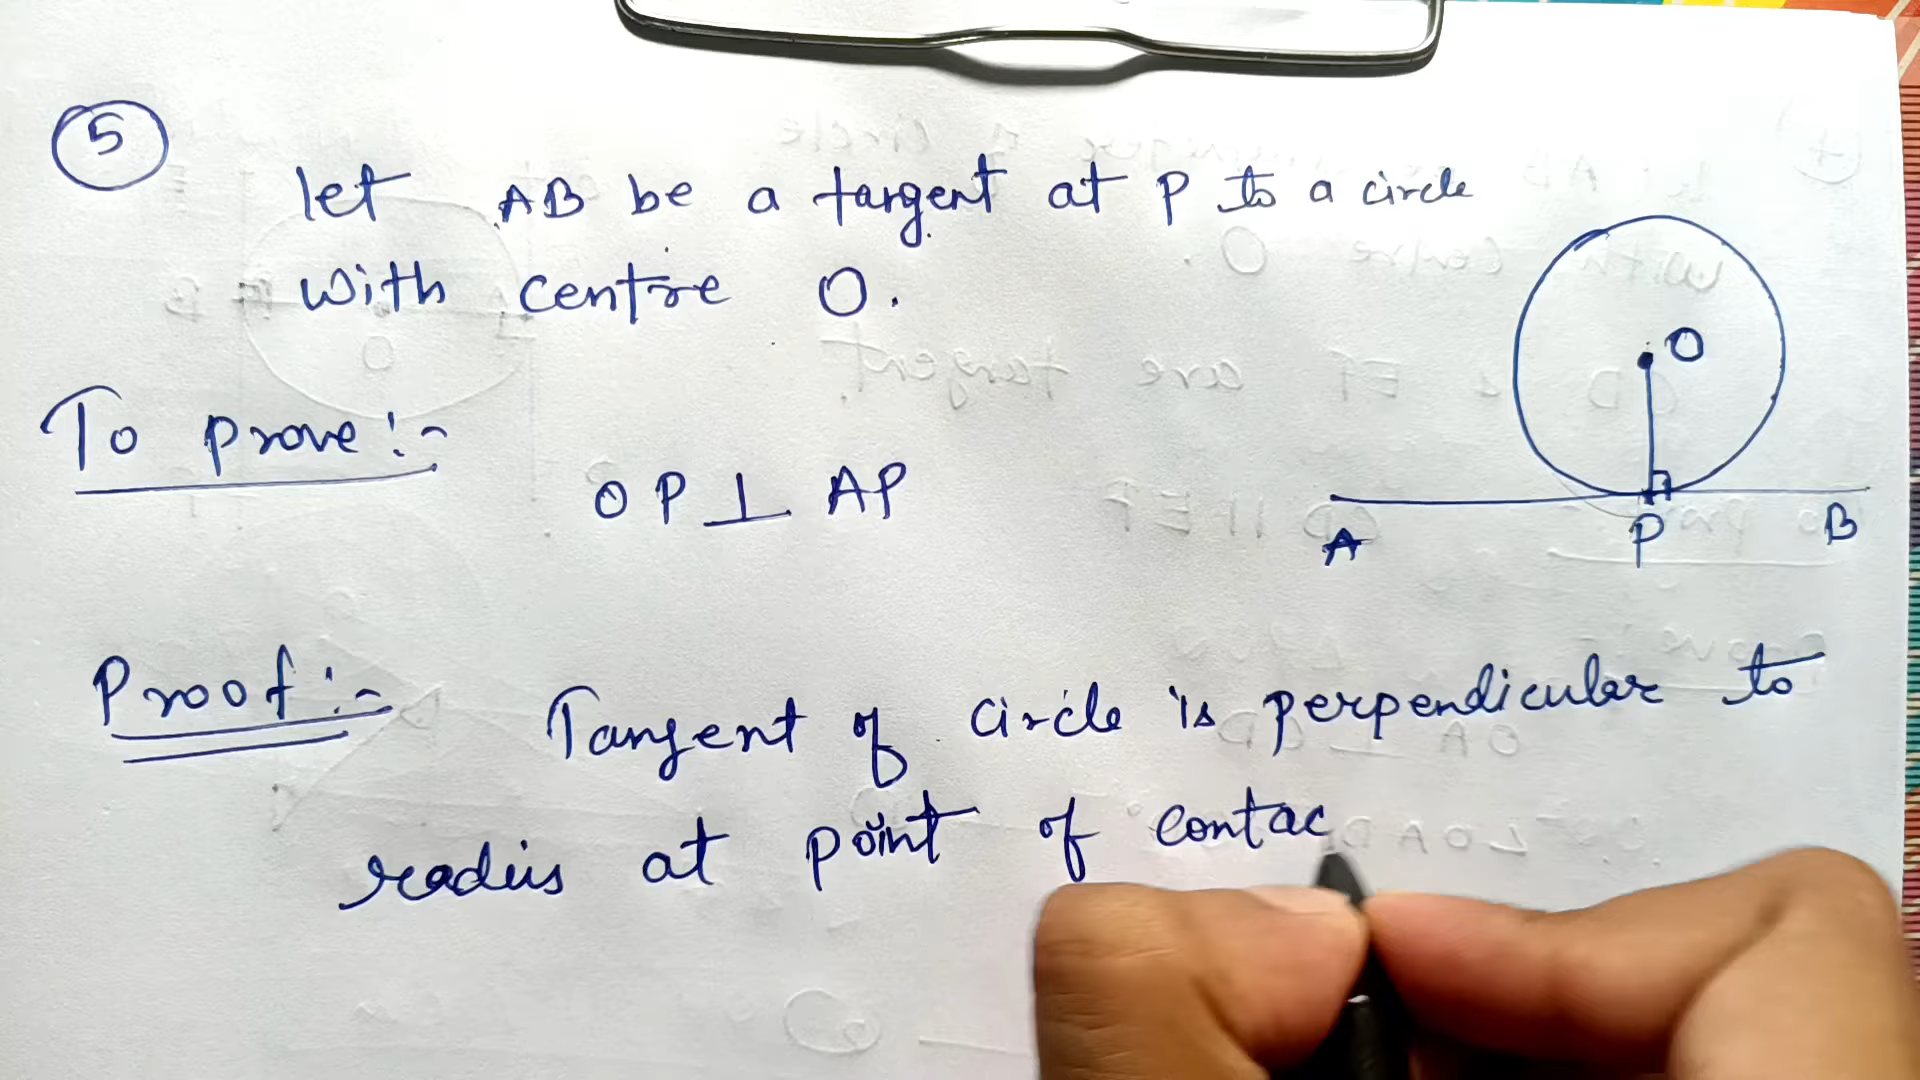 5
let AB be a tangent at P to a circle
with centre O.
To prove :-
OP ⊥ AP
O
A P B
Proof :- Tangent of circle is perpendicular to
radius at point of contac